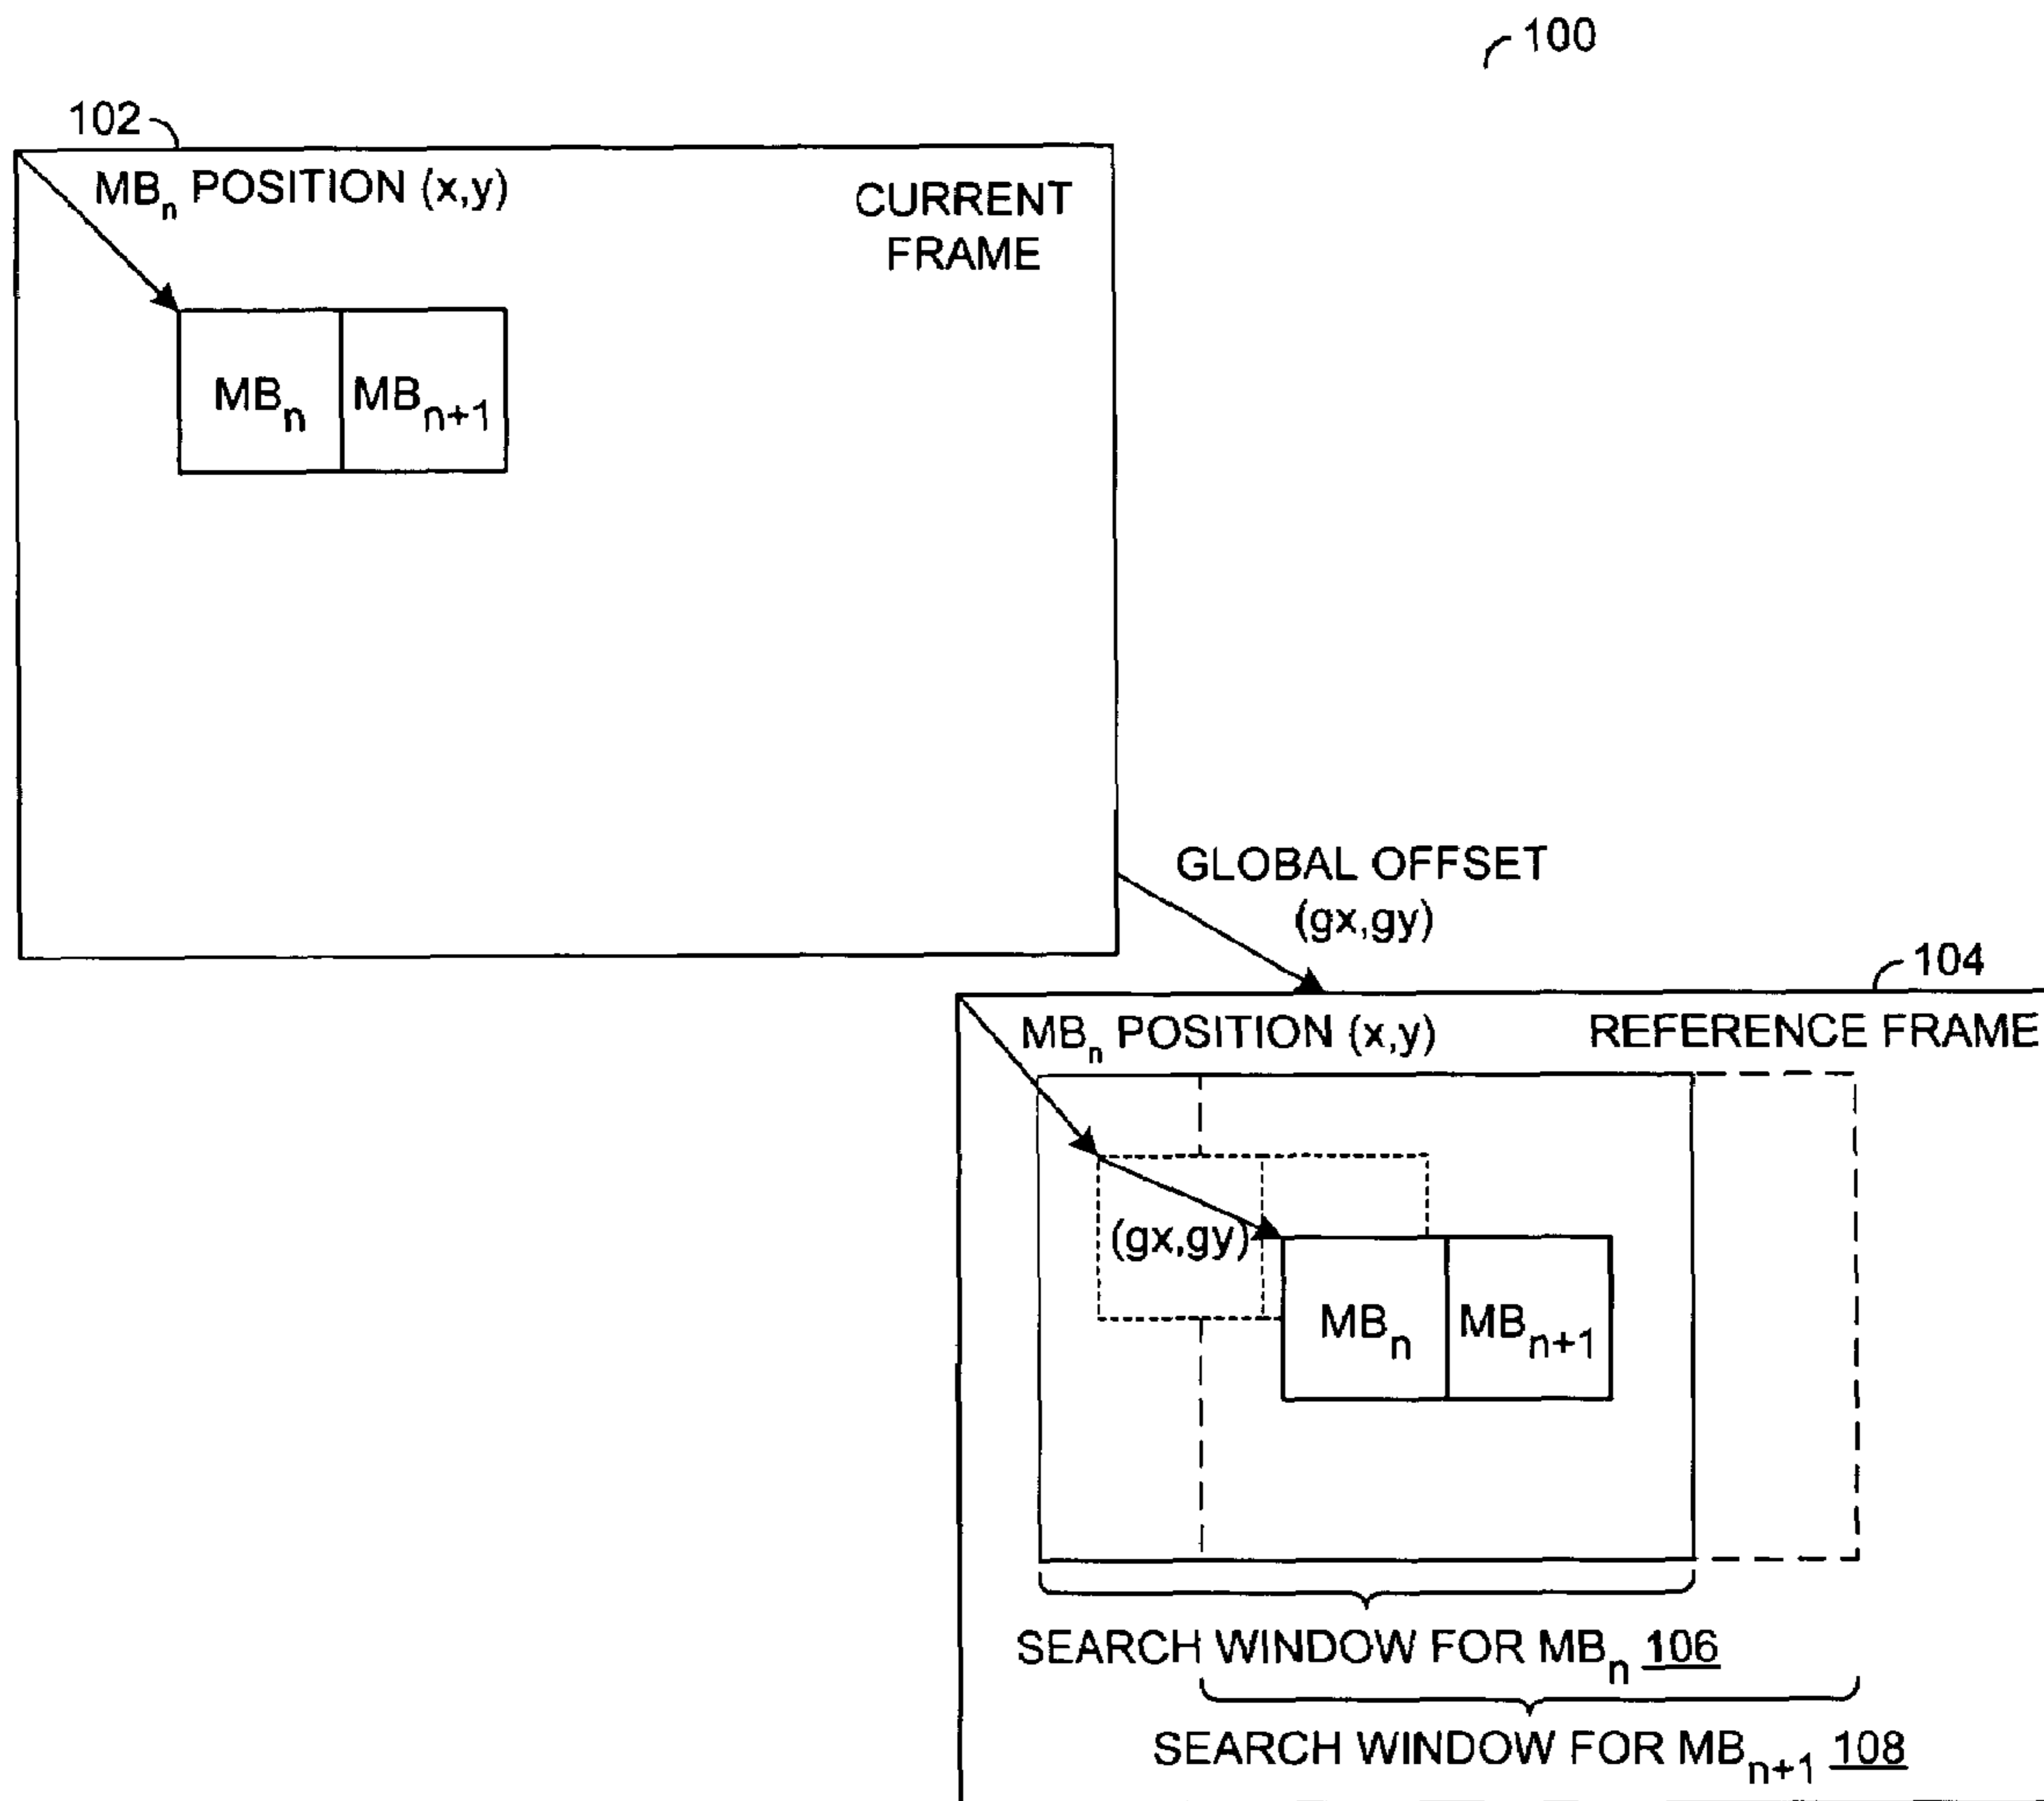 100
102
MBn POSITION (x,y)
CURRENT
FRAME
MBn
MBn+1
GLOBAL OFFSET
(gx,gy)
104
MBn POSITION (x,y)
REFERENCE FRAME
(gx,gy)
MBn
MBn+1
SEARCH WINDOW FOR MBn 106
SEARCH WINDOW FOR MBn+1 108